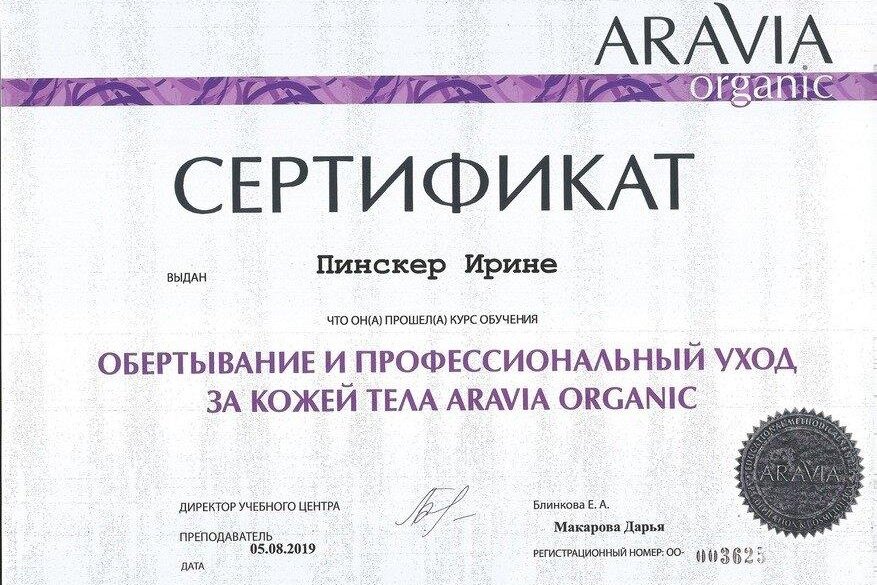 ARAVIA
organic
СЕРТИФИКАТ
ВЫДАН Пинскер Ирине
ЧТО ОН(А) ПРОШЕЛ(А) КУРС ОБУЧЕНИЯ
ОБЕРТЫВАНИЕ И ПРОФЕССИОНАЛЬНЫЙ УХОД
ЗА КОЖЕЙ ТЕЛА ARAVIA ORGANIC
ARAVIA
ДИРЕКТОР УЧЕБНОГО ЦЕНТРА Блинкова Е. А.
ПРЕПОДАВАТЕЛЬ Макарова Дарья
ДАТА 05.08.2019 РЕГИСТРАЦИОННЫЙ НОМЕР: ОО- 003625